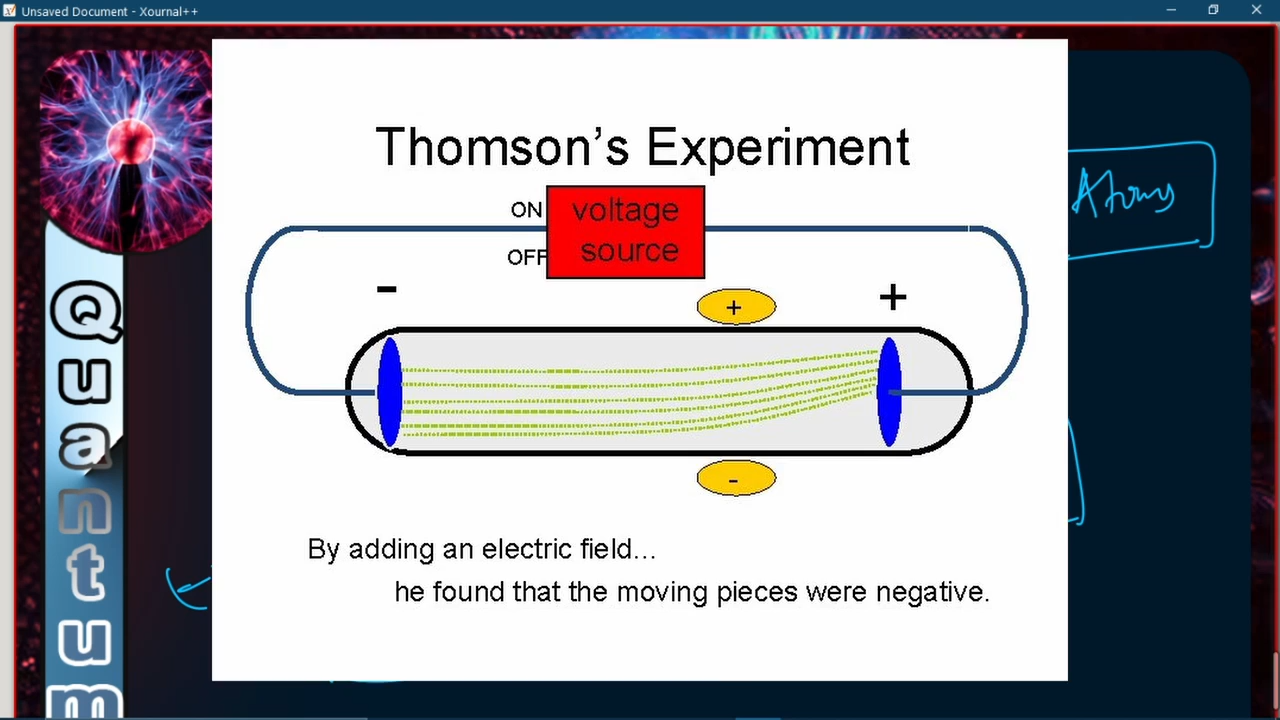 Unsaved Document - Xournal++
Thomson's Experiment
ON
voltage
source
OFF
-
+
+
-
By adding an electric field...
he found that the moving pieces were negative.
Atoms
Quantum